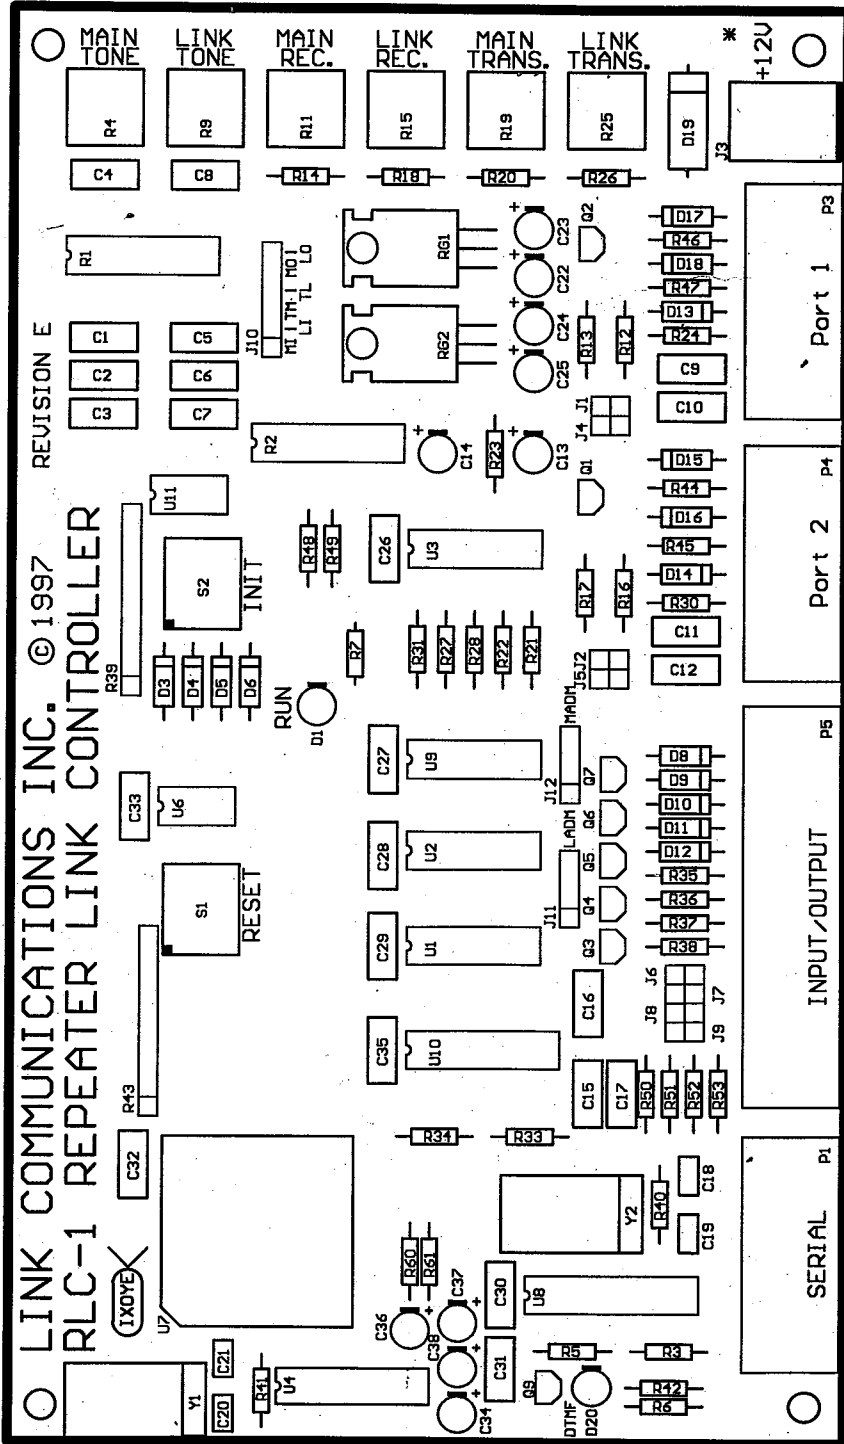 MAIN TONE
LINK TONE
MAIN REC.
LINK REC.
MAIN TRANS.
LINK TRANS.
*
+12V
R4
R9
R11
R15
R19
R25
D19
J3
C4
C8
R14
R18
R20
R26
C23
Q2
D17
P3
R1
J10
MI | TM | MO |
LI TL LO
RG1
C22
R46
D18
R47
D13
R24
Port 1
REVISION E
C1
C5
RG2
C24
C25
R13
R12
C2
C6
C9
C3
C7
R2
C14
R23
C13
J1
J4
C10
U11
Q1
D15
P4
R44
D16
R45
D14
R30
Port 2
S2
INIT
R48
R49
C26
U3
R17
R16
C11
R39
D3
D4
D5
D6
R7
R31
R27
R28
R22
R21
J5
J2
C12
RUN
D1
C33
U6
C27
U9
J12
MADM
Q7
D8
P5
D9
D10
D11
D12
R35
R36
R37
R38
C28
U2
LADM
Q6
Q5
S1
RESET
C29
U1
J11
Q4
Q3
INPUT/OUTPUT
R43
C35
U10
C16
J6
J8
J7
J9
C32
C15
C17
R50
R51
R52
R53
R34
R33
P1
U7
Y2
R40
C18
C19
SERIAL
IXOYE
R60
R61
C36
C37
C30
U8
C38
C31
C21
C20
Y1
R41
U4
C34
Q9
R5
DTMF
D20
R3
R42
R6
LINK COMMUNICATIONS INC. © 1997
RLC-1 REPEATER LINK CONTROLLER